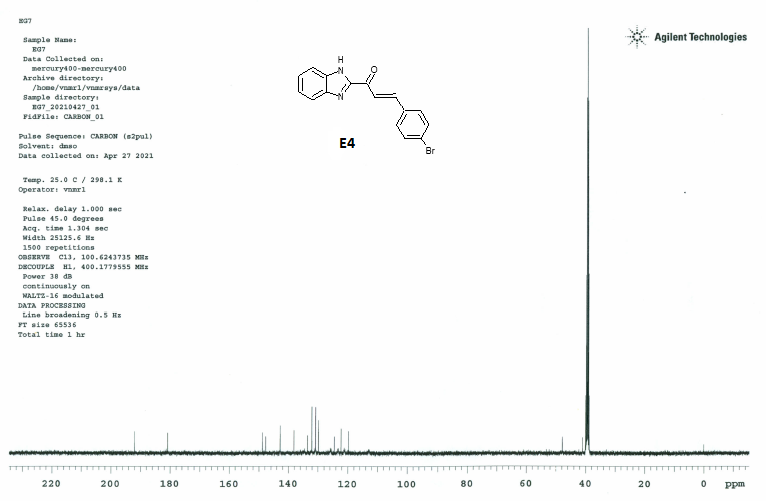 EG7
Sample Name:
EG7
Data Collected on:
mercury400-mercury400
Archive directory:
/home/vnmr1/vnmrsys/data
Sample directory:
EG7_20210427_01
FidFile: CARBON_01
Pulse Sequence: CARBON (s2pul)
Solvent: dmso
Data collected on: Apr 27 2021
Temp. 25.0 C / 298.1 K
Operator: vnmr1
Relax. delay 1.000 sec
Pulse 45.0 degrees
Acq. time 1.304 sec
Width 25125.6 Hz
1500 repetitions
OBSERVE C13, 100.6243735 MHz
DECOUPLE H1, 400.1779555 MHz
Power 38 dB
continuously on
WALTZ-16 modulated
DATA PROCESSING
Line broadening 0.5 Hz
FT size 65536
Total time 1 hr
Agilent Technologies
H
N
O
N
Br
E4
220 200 180 160 140 120 100 80 60 40 20 0 ppm